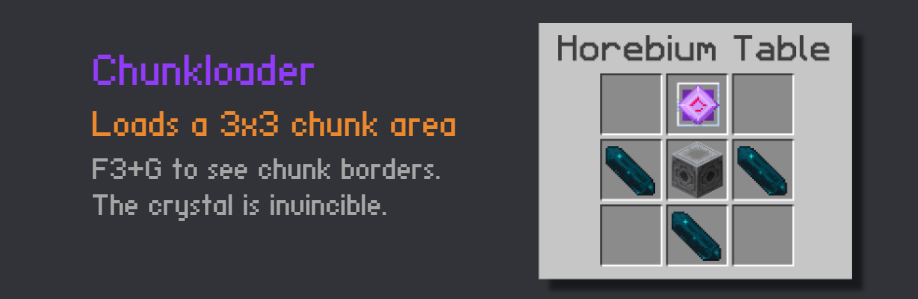 Chunkloader
Loads a 3x3 chunk area
F3+G to see chunk borders.
The crystal is invincible.
Horebium Table